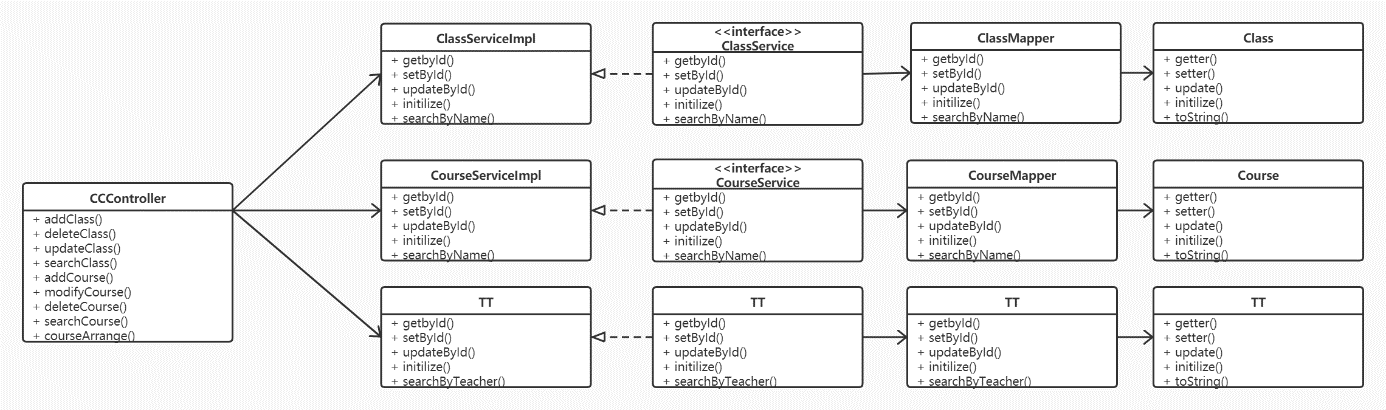 CCController
+ addClass()
+ deleteClass()
+ updateClass()
+ searchClass()
+ addCourse()
+ modifyCourse()
+ deleteCourse()
+ searchCourse()
+ courseArrange()
ClassServiceImpl
+ getbyId()
+ setById()
+ updateById()
+ initilize()
+ searchByName()
<<interface>>
ClassService
+ getbyId()
+ setById()
+ updateById()
+ initilize()
+ searchByName()
ClassMapper
+ getbyId()
+ setById()
+ updateById()
+ initilize()
+ searchByName()
Class
+ getter()
+ setter()
+ update()
+ initilize()
+ toString()
CourseServiceImpl
+ getbyId()
+ setById()
+ updateById()
+ initilize()
+ searchByName()
<<interface>>
CourseService
+ getbyId()
+ setById()
+ updateById()
+ initilize()
+ searchByName()
CourseMapper
+ getbyId()
+ setById()
+ updateById()
+ initilize()
+ searchByName()
Course
+ getter()
+ setter()
+ update()
+ initilize()
+ toString()
TT
+ getbyId()
+ setById()
+ updateById()
+ initilize()
+ searchByTeacher()
TT
+ getbyId()
+ setById()
+ updateById()
+ initilize()
+ searchByTeacher()
TT
+ getbyId()
+ setById()
+ updateById()
+ initilize()
+ searchByTeacher()
TT
+ getter()
+ setter()
+ update()
+ initilize()
+ toString()